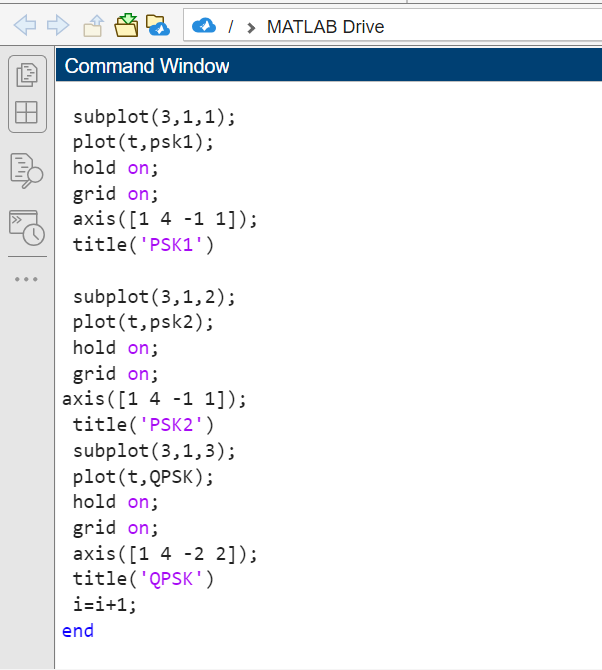 / > MATLAB Drive
Command Window
subplot(3,1,1);
plot(t,psk1);
hold on;
grid on;
axis([1 4 -1 1]);
title('PSK1')
subplot(3,1,2);
plot(t,psk2);
hold on;
grid on;
axis([1 4 -1 1]);
title('PSK2')
subplot(3,1,3);
plot(t,QPSK);
hold on;
grid on;
axis([1 4 -2 2]);
title('QPSK')
i=i+1;
end